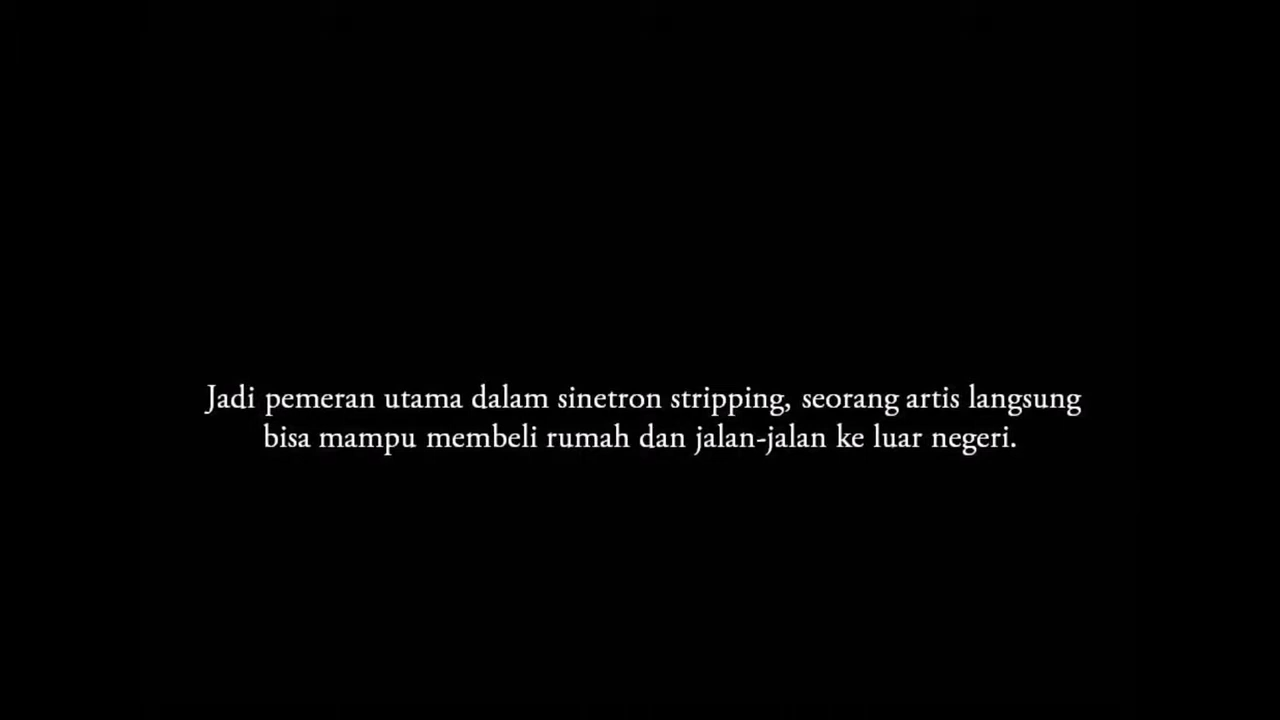 Jadi pemeran utama dalam sinetron stripping, seorang artis langsung
bisa mampu membeli rumah dan jalan-jalan ke luar negeri.